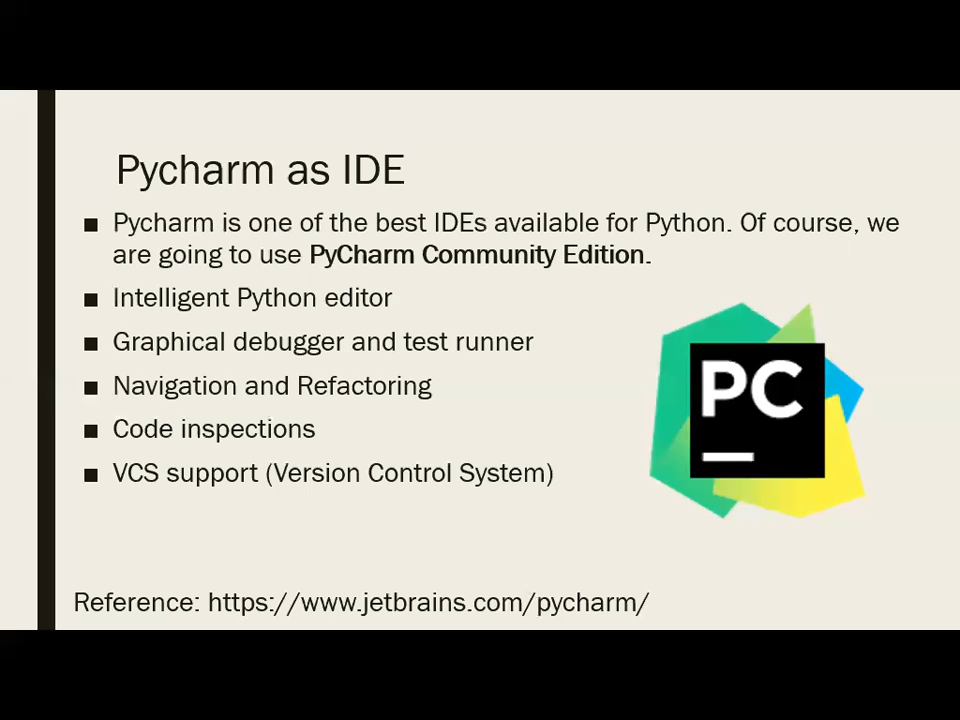 Pycharm as IDE
■ Pycharm is one of the best IDEs available for Python. Of course, we
are going to use PyCharm Community Edition.
■ Intelligent Python editor
■ Graphical debugger and test runner
■ Navigation and Refactoring
■ Code inspections
■ VCS support (Version Control System)
PC
Reference: https://www.jetbrains.com/pycharm/